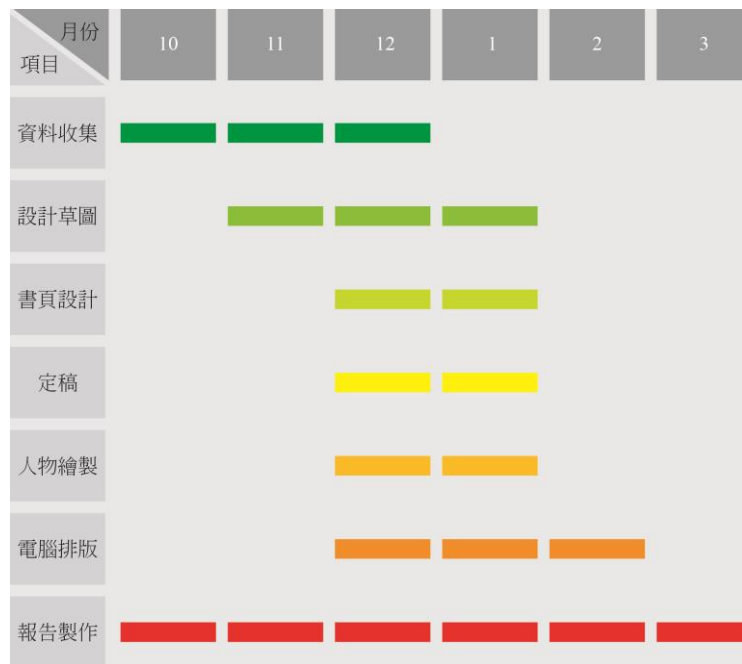 月份
項目
10 11 12 1 2 3
資料收集
設計草圖
書頁設計
定稿
人物繪製
電腦排版
報告製作